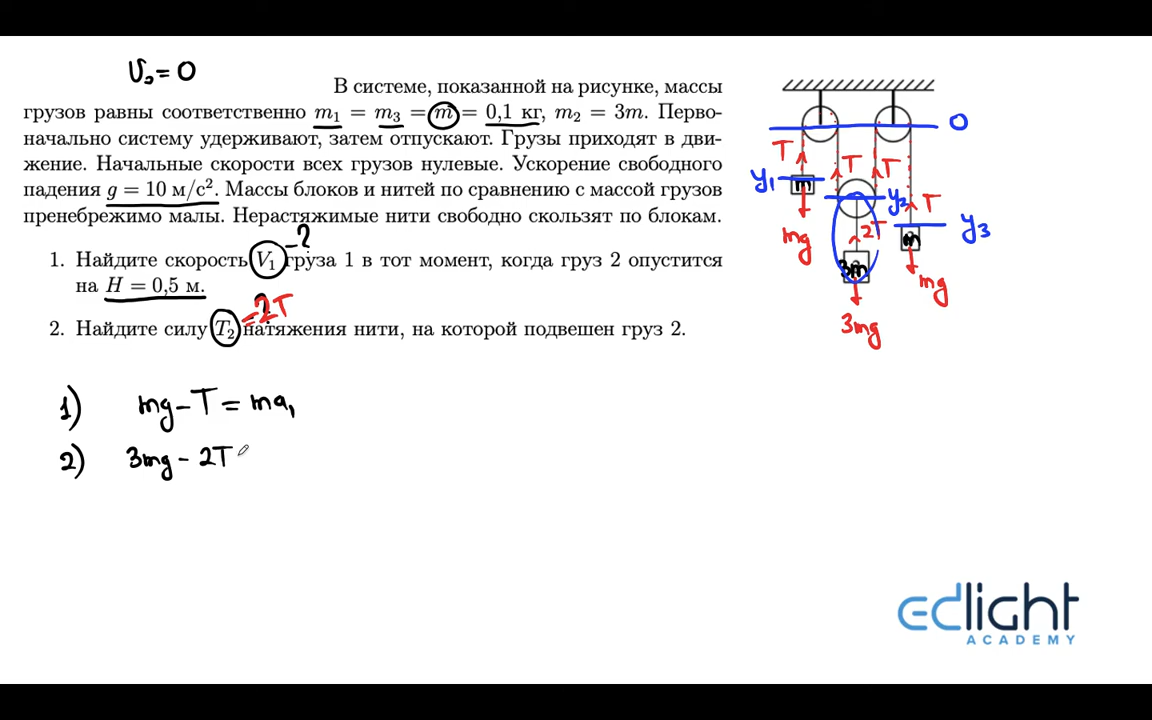 V₀ = 0
В системе, показанной на рисунке, массы
грузов равны соответственно m₁ = m₃ = m = 0,1 кг, m₂ = 3m. Перво-
начально систему удерживают, затем отпускают. Грузы приходят в дви-
жение. Начальные скорости всех грузов нулевые. Ускорение свободного
падения g = 10 м/с². Массы блоков и нитей по сравнению с массой грузов
пренебрежимо малы. Нерастяжимые нити свободно скользят по блокам.
1. Найдите скорость V₁ -? груза 1 в тот момент, когда груз 2 опустится
на H = 0,5 м.
2. Найдите силу T₂ =2T натяжения нити, на которой подвешен груз 2.
0
T T T
y₁ m y₂ T
mg 2T m y₃
3m mg
3mg
1) mg - T = ma₁
2) 3mg - 2T
edlight
ACADEMY